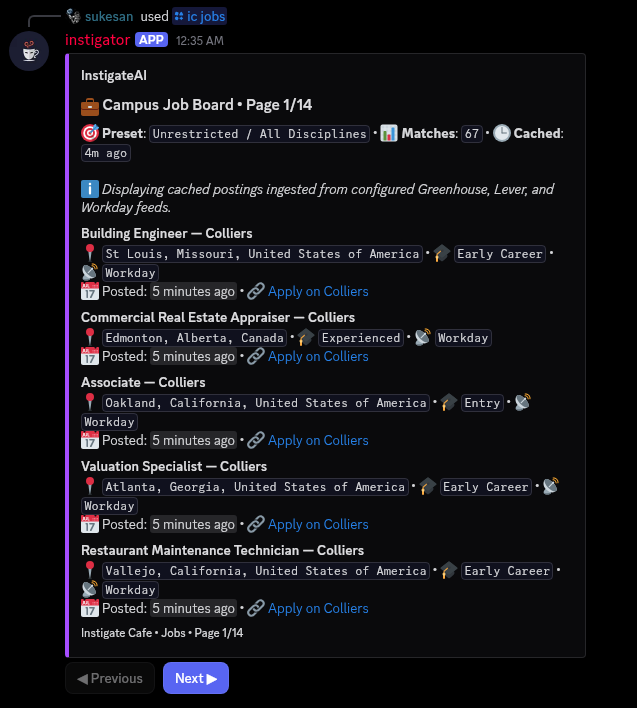 sukesan used ic jobs
instigator APP 12:35 AM
InstigateAI
Campus Job Board • Page 1/14
Preset: Unrestricted / All Disciplines • Matches: 67 • Cached:
4m ago
Displaying cached postings ingested from configured Greenhouse, Lever, and
Workday feeds.
Building Engineer — Colliers
St Louis, Missouri, United States of America • Early Career •
Workday
Posted: 5 minutes ago • Apply on Colliers
Commercial Real Estate Appraiser — Colliers
Edmonton, Alberta, Canada • Experienced • Workday
Posted: 5 minutes ago • Apply on Colliers
Associate — Colliers
Oakland, California, United States of America • Entry •
Workday
Posted: 5 minutes ago • Apply on Colliers
Valuation Specialist — Colliers
Atlanta, Georgia, United States of America • Early Career •
Workday
Posted: 5 minutes ago • Apply on Colliers
Restaurant Maintenance Technician — Colliers
Vallejo, California, United States of America • Early Career •
Workday
Posted: 5 minutes ago • Apply on Colliers
Instigate Cafe • Jobs • Page 1/14
◀ Previous Next ▶